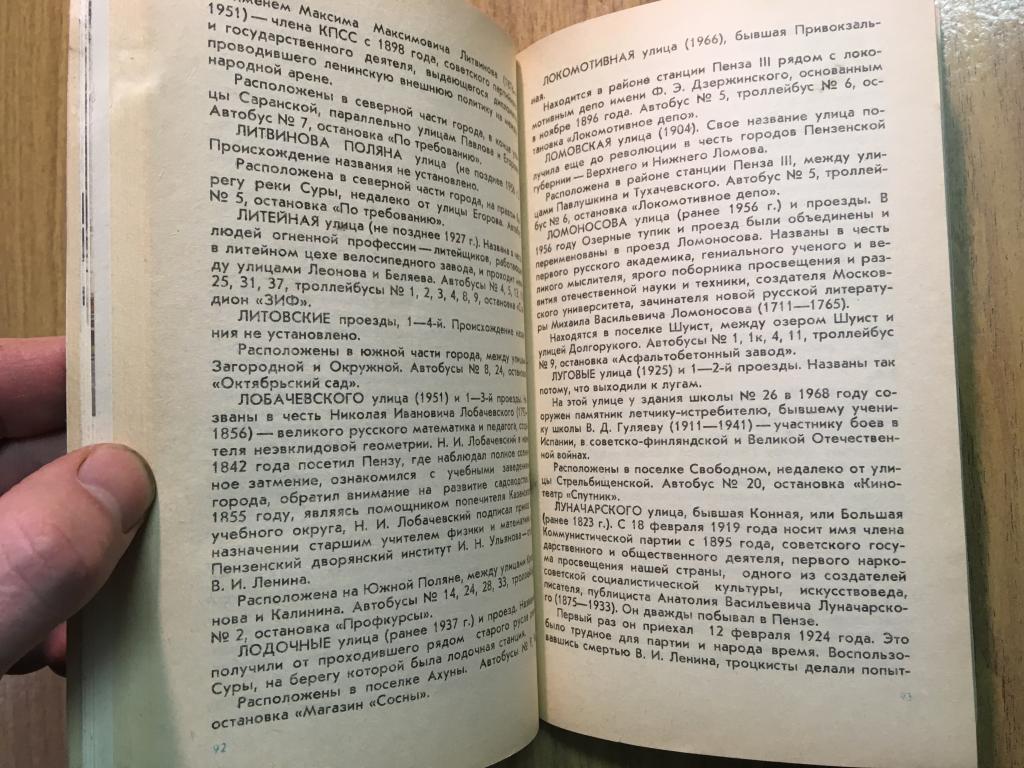 именем Максима Максимовича Литвинова
1951) — члена КПСС с 1898 года, советского
и государственного деятеля, выдающегося
проводившего ленинскую внешнюю политику на
народной арене.
Расположены в северной части города, в конце
цы Саранской, параллельно улицам Павлова и Егорова.
Автобус № 7, остановка «По требованию».
ЛИТВИНОВА ПОЛЯНА улица (не позднее
Происхождение названия не установлено.
Расположена в северной части города, на правом
регу реки Суры, недалеко от улицы Егорова.
№ 5, остановка «По требованию».
ЛИТЕЙНАЯ улица (не позднее 1927 г.). Названа в
людей огненной профессии — литейщиков,
в литейном цехе велосипедного завода, и проходит
ду улицами Леонова и Беляева. Автобусы № 4, 5,
25, 31, 37, троллейбусы № 1, 2, 3, 4, 8, 9, остановка
дион «ЗИФ».
ЛИТОВСКИЕ проезды, 1—4-й. Происхождение
ния не установлено.
Расположены в южной части города, между улицами
Загородной и Окружной. Автобусы № 8, 24,
«Октябрьский сад».
ЛОБАЧЕВСКОГО улица (1951) и 1—3-й проезды.
званы в честь Николая Ивановича Лобачевского
1856) — великого русского математика и педагога,
теля неэвклидовой геометрии. Н. И. Лобачевский в
1842 года посетил Пензу, где наблюдал полное
ное затмение, ознакомился с учебными
города, обратил внимание на развитие садоводства.
1855 году, являясь помощником попечителя
учебного округа, Н. И. Лобачевский подписал
назначении старшим учителем физики и
Пензенский дворянский институт И. Н. Ульянова —
В. И. Ленина.
Расположена на Южной Поляне, между улицами
нова и Калинина. Автобусы № 14, 24, 28, 33,
№ 2, остановка «Профкурсы».
ЛОДОЧНЫЕ улица (ранее 1937 г.) и проезд.
получили от проходившего рядом старого русла
Суры, на берегу которой была лодочная станция.
Расположены в поселке Ахуны. Автобусы №
остановка «Магазин «Сосны».
92
ЛОКОМОТИВНАЯ улица (1966), бывшая Привокзаль-
ная.
Находится в районе станции Пенза III рядом с локо-
мотивным депо имени Ф. Э. Дзержинского, основанным
в ноябре 1896 года. Автобус № 5, троллейбус № 6, ос-
тановка «Локомотивное депо».
ЛОМОВСКАЯ улица (1904). Свое название улица по-
лучила еще до революции в честь городов Пензенской
губернии — Верхнего и Нижнего Ломова.
Расположена в районе станции Пенза III, между ули-
цами Павлушкина и Тухачевского. Автобус № 5, троллей-
бус № 6, остановка «Локомотивное депо».
ЛОМОНОСОВА улица (ранее 1956 г.) и проезды. В
1956 году Озерные тупик и проезд были объединены и
переименованы в проезд Ломоносова. Названы в честь
первого русского академика, гениального ученого и ве-
ликого мыслителя, ярого поборника просвещения и раз-
вития отечественной науки и техники, создателя Москов-
ского университета, зачинателя новой русской литерату-
ры Михаила Васильевича Ломоносова (1711—1765).
Находятся в поселке Шуист, между озером Шуист и
улицей Долгорукого. Автобусы № 1, 1к, 4, 11, троллейбус
№ 9, остановка «Асфальтобетонный завод».
ЛУГОВЫЕ улица (1925) и 1—2-й проезды. Названы так
потому, что выходили к лугам.
На этой улице у здания школы № 26 в 1968 году со-
оружен памятник летчику-истребителю, бывшему учени-
ку школы В. Д. Гуляеву (1911—1941) — участнику боев в
Испании, в советско-финляндской и Великой Отечествен-
ной войнах.
Расположены в поселке Свободном, недалеко от ули-
цы Стрельбищенской. Автобус № 20, остановка «Кино-
театр «Спутник».
ЛУНАЧАРСКОГО улица, бывшая Конная, или Большая
(ранее 1823 г.). С 18 февраля 1919 года носит имя члена
Коммунистической партии с 1895 года, советского госу-
дарственного и общественного деятеля, первого нарко-
ма просвещения нашей страны, одного из создателей
советской социалистической культуры, искусствоведа,
писателя, публициста Анатолия Васильевича Луначарско-
го (1875—1933). Он дважды побывал в Пензе.
Первый раз он приехал 12 февраля 1924 года. Это
было трудное для партии и народа время. Воспользо-
вавшись смертью В. И. Ленина, троцкисты делали попыт-
93